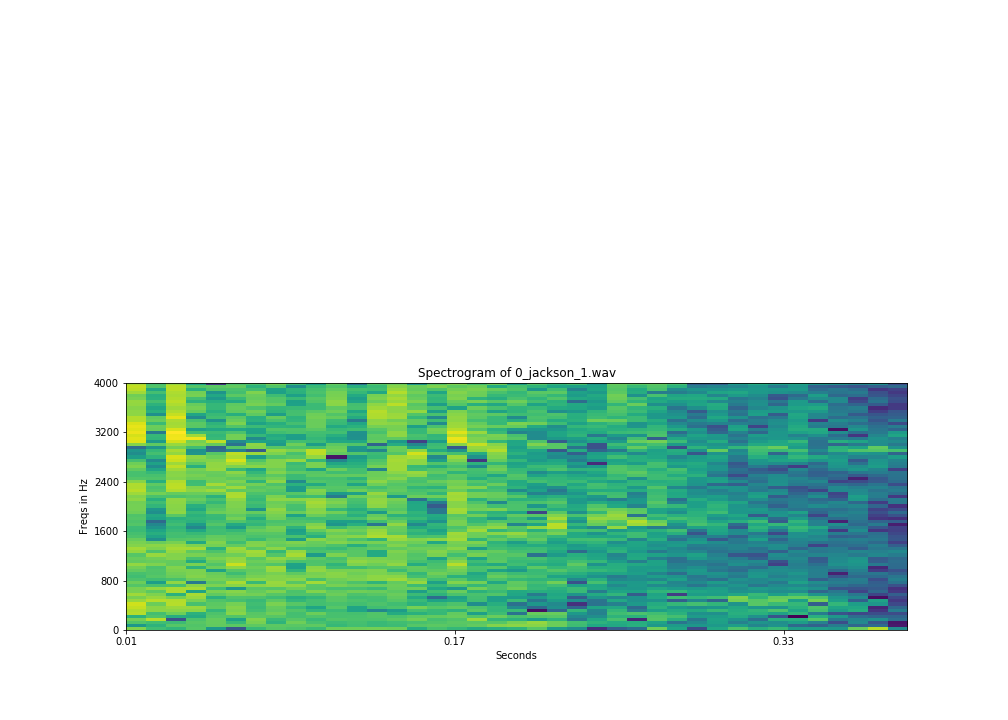 Spectrogram of 0_jackson_1.wav
4000
3200
2400
1600
800
0
Freqs in Hz
0.01 0.17 0.33
Seconds